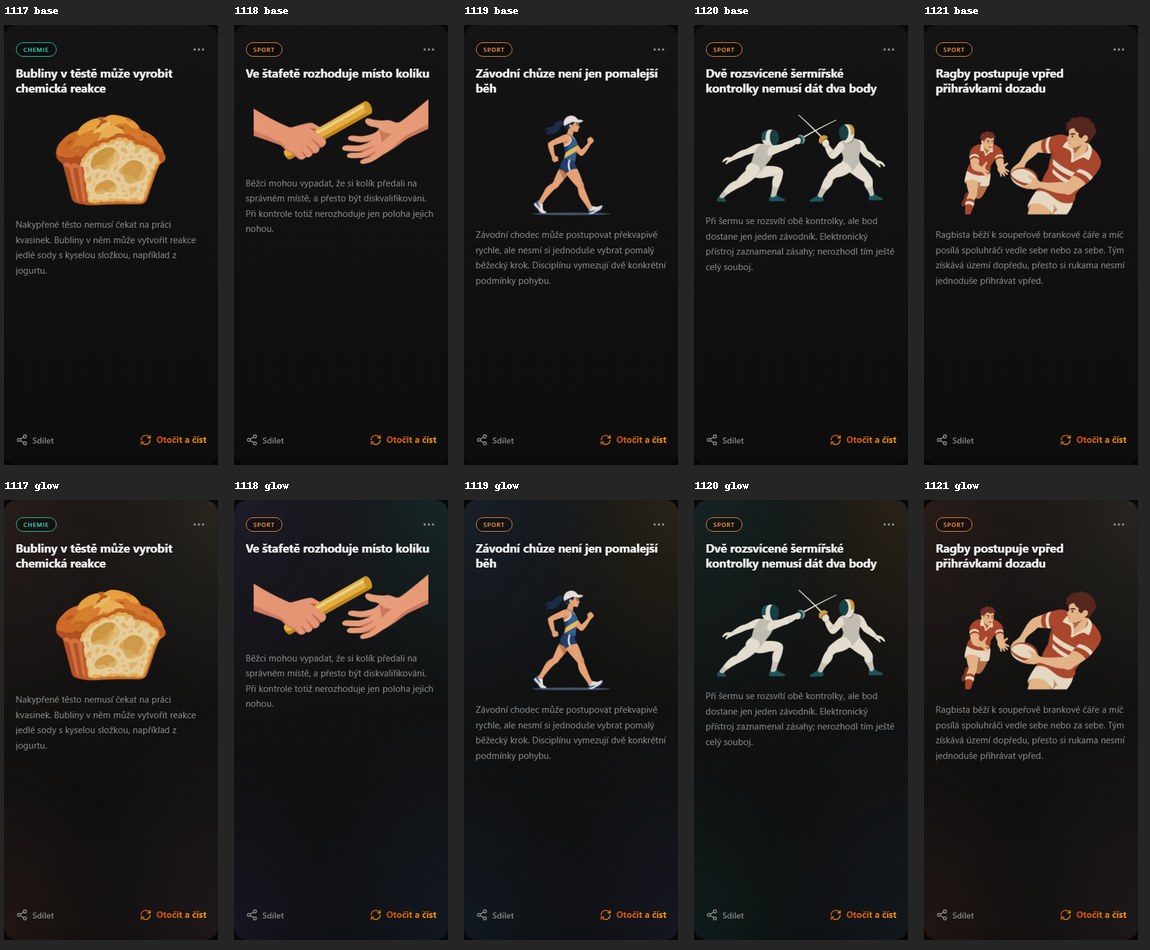 1117 base
CHEMIE
Bubliny v těstě může vyrobit
chemická reakce
Nakypřené těsto nemusí čekat na práci
kvasinek. Bubliny v něm může vytvořit reakce
jedlé sody s kyselou složkou, například z
jogurtu.
Sdílet
Otočit a číst
1118 base
SPORT
Ve štafetě rozhoduje místo kolíku
Běžci mohou vypadat, že si kolík předali na
správném místě, a přesto být diskvalifikováni.
Při kontrole totiž nerozhoduje jen poloha jejich
nohou.
Sdílet
Otočit a číst
1119 base
SPORT
Závodní chůze není jen pomalejší
běh
Závodní chodec může postupovat překvapivě
rychle, ale nesmí si jednoduše vybrat pomalý
běžecký krok. Disciplínu vymezují dvě konkrétní
podmínky pohybu.
Sdílet
Otočit a číst
1120 base
SPORT
Dvě rozsvícené šermířské
kontrolky nemusí dát dva body
Při šermu se rozsvítí obě kontrolky, ale bod
dostane jen jeden závodník. Elektronický
přístroj zaznamenal zásahy; nerozhodl tím ještě
celý souboj.
Sdílet
Otočit a číst
1121 base
SPORT
Ragby postupuje vpřed
přihrávkami dozadu
Ragbista běží k soupeřově brankové čáře a míč
posílá spoluhráči vedle sebe nebo za sebe. Tým
získává území dopředu, přesto si rukama nesmí
jednoduše přihrávat vpřed.
Sdílet
Otočit a číst
1117 glow
CHEMIE
Bubliny v těstě může vyrobit
chemická reakce
Nakypřené těsto nemusí čekat na práci
kvasinek. Bubliny v něm může vytvořit reakce
jedlé sody s kyselou složkou, například z
jogurtu.
Sdílet
Otočit a číst
1118 glow
SPORT
Ve štafetě rozhoduje místo kolíku
Běžci mohou vypadat, že si kolík předali na
správném místě, a přesto být diskvalifikováni.
Při kontrole totiž nerozhoduje jen poloha jejich
nohou.
Sdílet
Otočit a číst
1119 glow
SPORT
Závodní chůze není jen pomalejší
běh
Závodní chodec může postupovat překvapivě
rychle, ale nesmí si jednoduše vybrat pomalý
běžecký krok. Disciplínu vymezují dvě konkrétní
podmínky pohybu.
Sdílet
Otočit a číst
1120 glow
SPORT
Dvě rozsvícené šermířské
kontrolky nemusí dát dva body
Při šermu se rozsvítí obě kontrolky, ale bod
dostane jen jeden závodník. Elektronický
přístroj zaznamenal zásahy; nerozhodl tím ještě
celý souboj.
Sdílet
Otočit a číst
1121 glow
SPORT
Ragby postupuje vpřed
přihrávkami dozadu
Ragbista běží k soupeřově brankové čáře a míč
posílá spoluhráči vedle sebe nebo za sebe. Tým
získává území dopředu, přesto si rukama nesmí
jednoduše přihrávat vpřed.
Sdílet
Otočit a číst